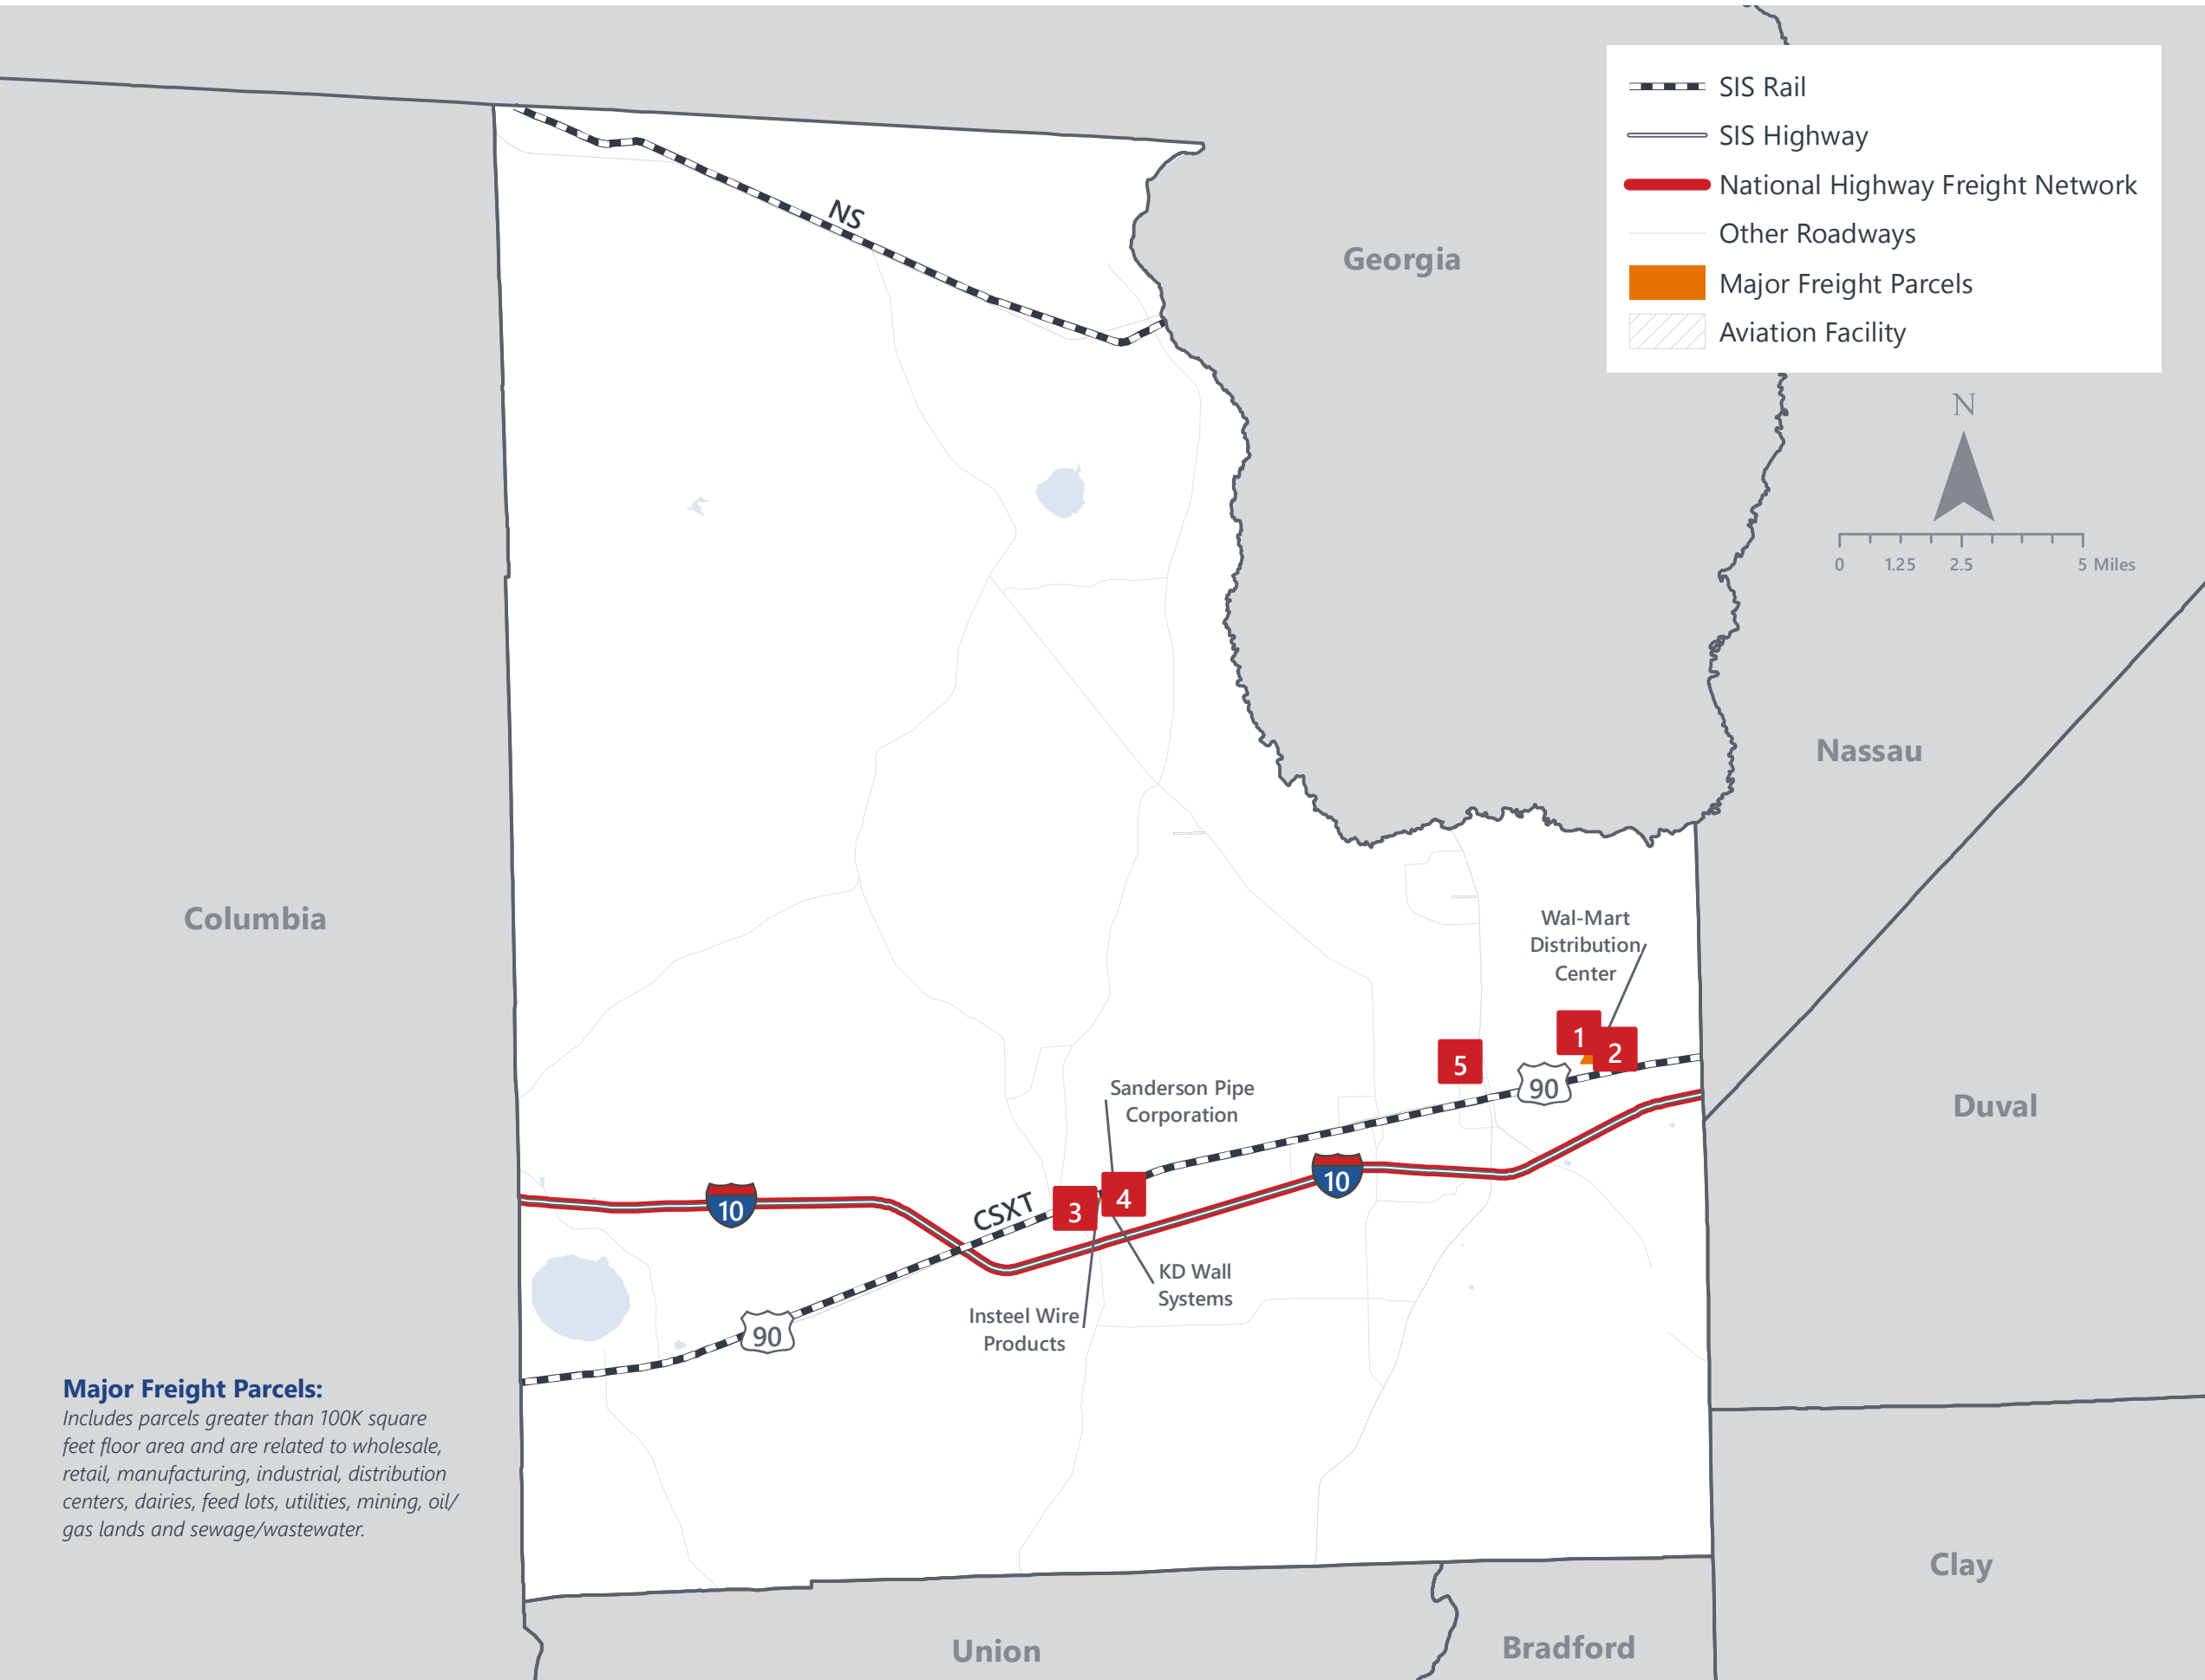 SIS Rail
SIS Highway
National Highway Freight Network
Other Roadways
Major Freight Parcels
Aviation Facility
NS
Georgia
N
0 1.25 2.5 5 Miles
Nassau
Columbia
Wal-Mart
Distribution
Center
1
2
5
90
Sanderson Pipe
Corporation
Duval
10
10
CSXT
3
4
KD Wall
Systems
Insteel Wire
Products
90
Major Freight Parcels:
Includes parcels greater than 100K square
feet floor area and are related to wholesale,
retail, manufacturing, industrial, distribution
centers, dairies, feed lots, utilities, mining, oil/
gas lands and sewage/wastewater.
Clay
Union
Bradford